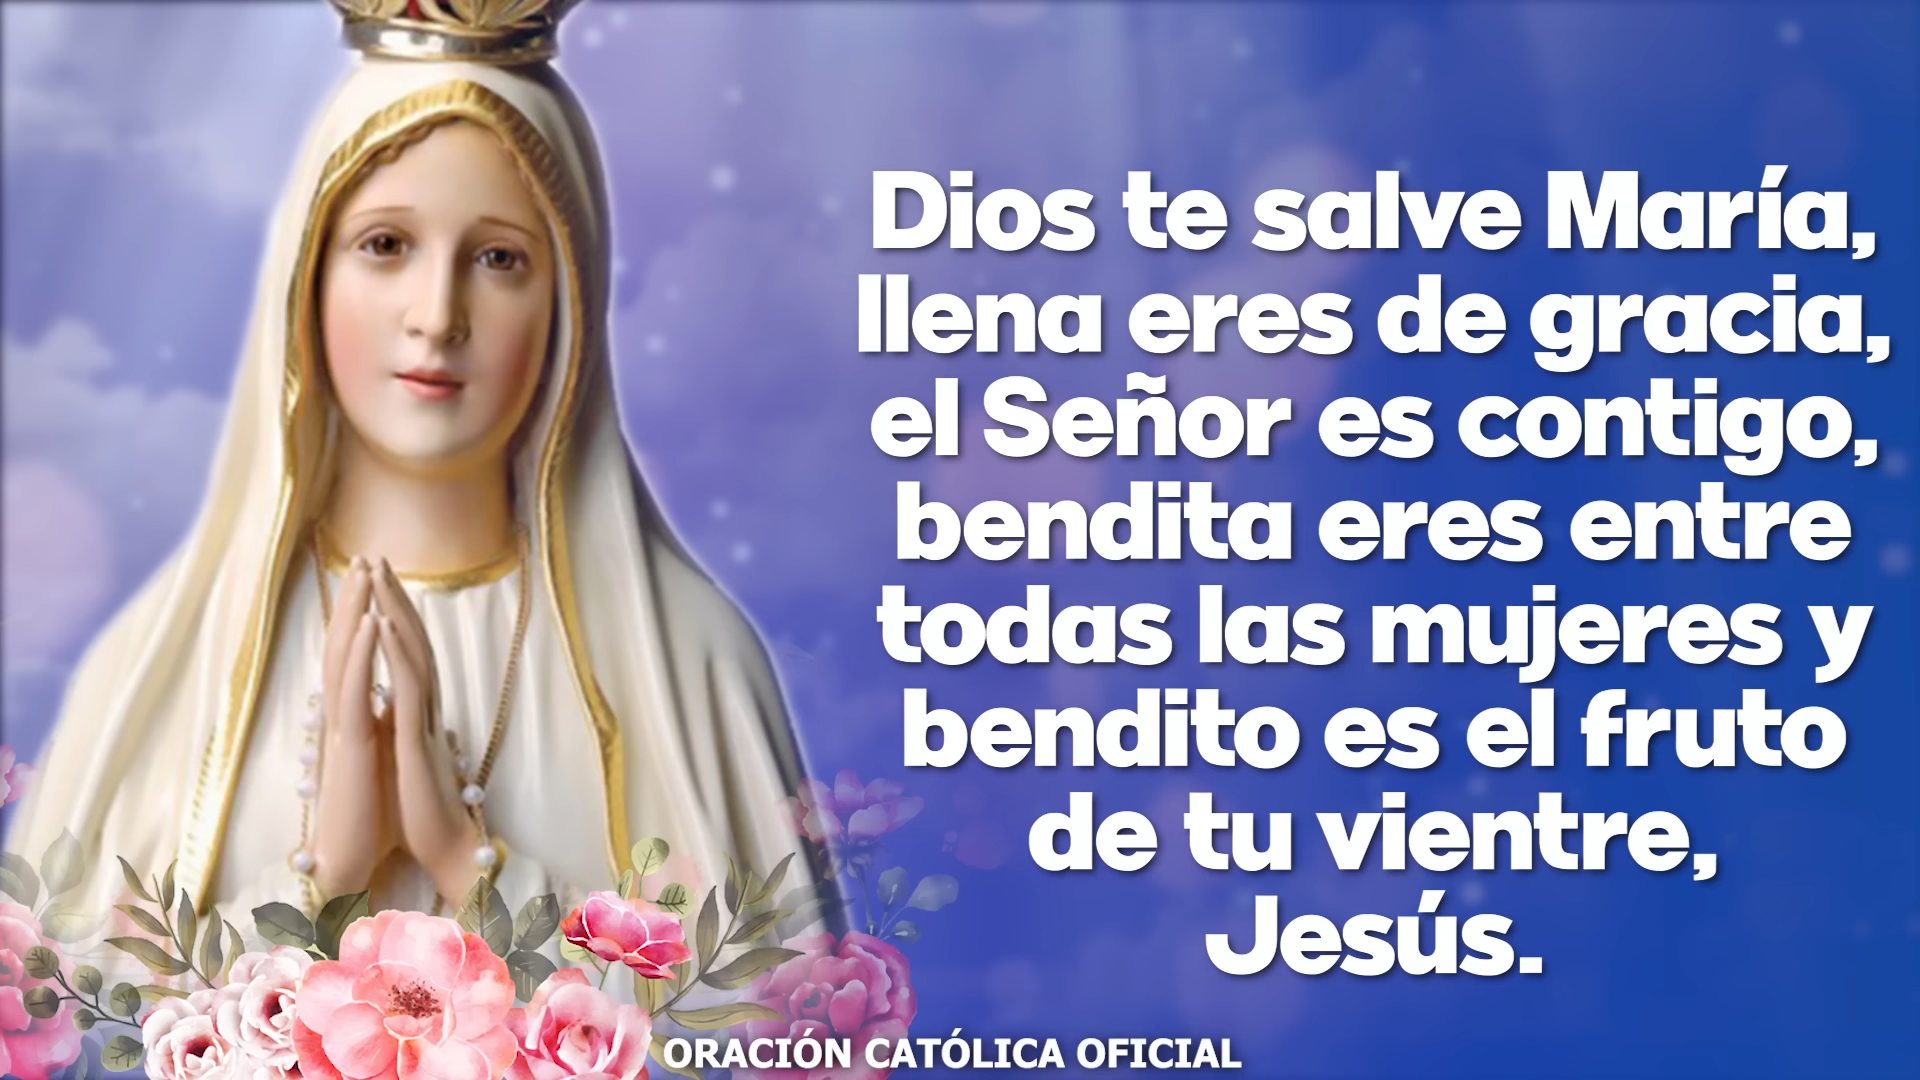 Dios te salve María,
llena eres de gracia,
el Señor es contigo,
bendita eres entre
todas las mujeres y
bendito es el fruto
de tu vientre,
Jesús.
ORACIÓN CATÓLICA OFICIAL